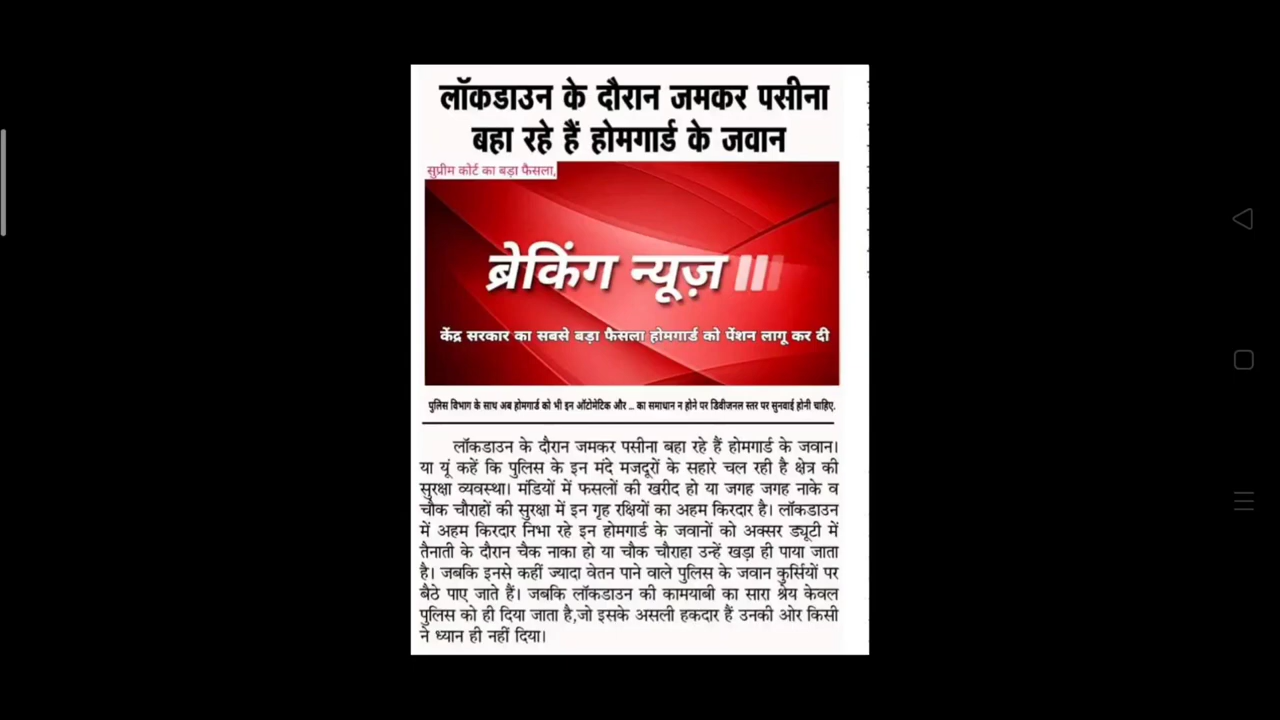 लॉकडाउन के दौरान जमकर पसीना
बहा रहे हैं होमगार्ड के जवान
सुप्रीम कोर्ट का बड़ा फैसला,
ब्रेकिंग न्यूज़
केंद्र सरकार का सबसे बड़ा फैसला होमगार्ड को पेंशन लागू कर दी
पुलिस विभाग के साथ अब होमगार्ड को भी इन ऑटोमेटिक और ... का समाधान न होने पर डिवीजनल स्तर पर सुनवाई होनी चाहिए.
लॉकडाउन के दौरान जमकर पसीना बहा रहे हैं होमगार्ड के जवान।
या यूं कहें कि पुलिस के इन मंदे मजदूरों के सहारे चल रही है क्षेत्र की
सुरक्षा व्यवस्था। मंडियों में फसलों की खरीद हो या जगह जगह नाके व
चौक चौराहों की सुरक्षा में इन गृह रक्षियों का अहम किरदार है। लॉकडाउन
में अहम किरदार निभा रहे इन होमगार्ड के जवानों को अक्सर ड्यूटी में
तैनाती के दौरान चैक नाका हो या चौक चौराहा उन्हें खड़ा ही पाया जाता
है। जबकि इनसे कहीं ज्यादा वेतन पाने वाले पुलिस के जवान कुर्सियों पर
बैठे पाए जाते हैं। जबकि लॉकडाउन की कामयाबी का सारा श्रेय केवल
पुलिस को ही दिया जाता है,जो इसके असली हकदार हैं उनकी ओर किसी
ने ध्यान ही नहीं दिया।